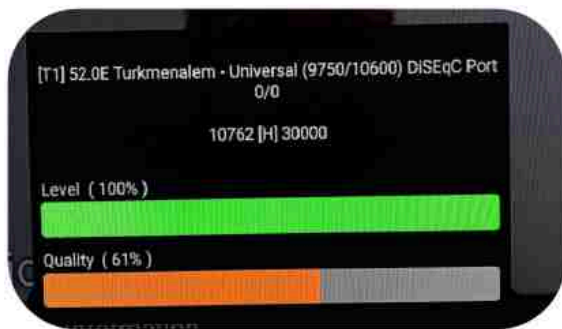 [T1] 52.0E Turkmenalem - Universal (9750/10600) DiSEqC Port
0/0
10762 [H] 30000
Level ( 100% )
Quality ( 61% )